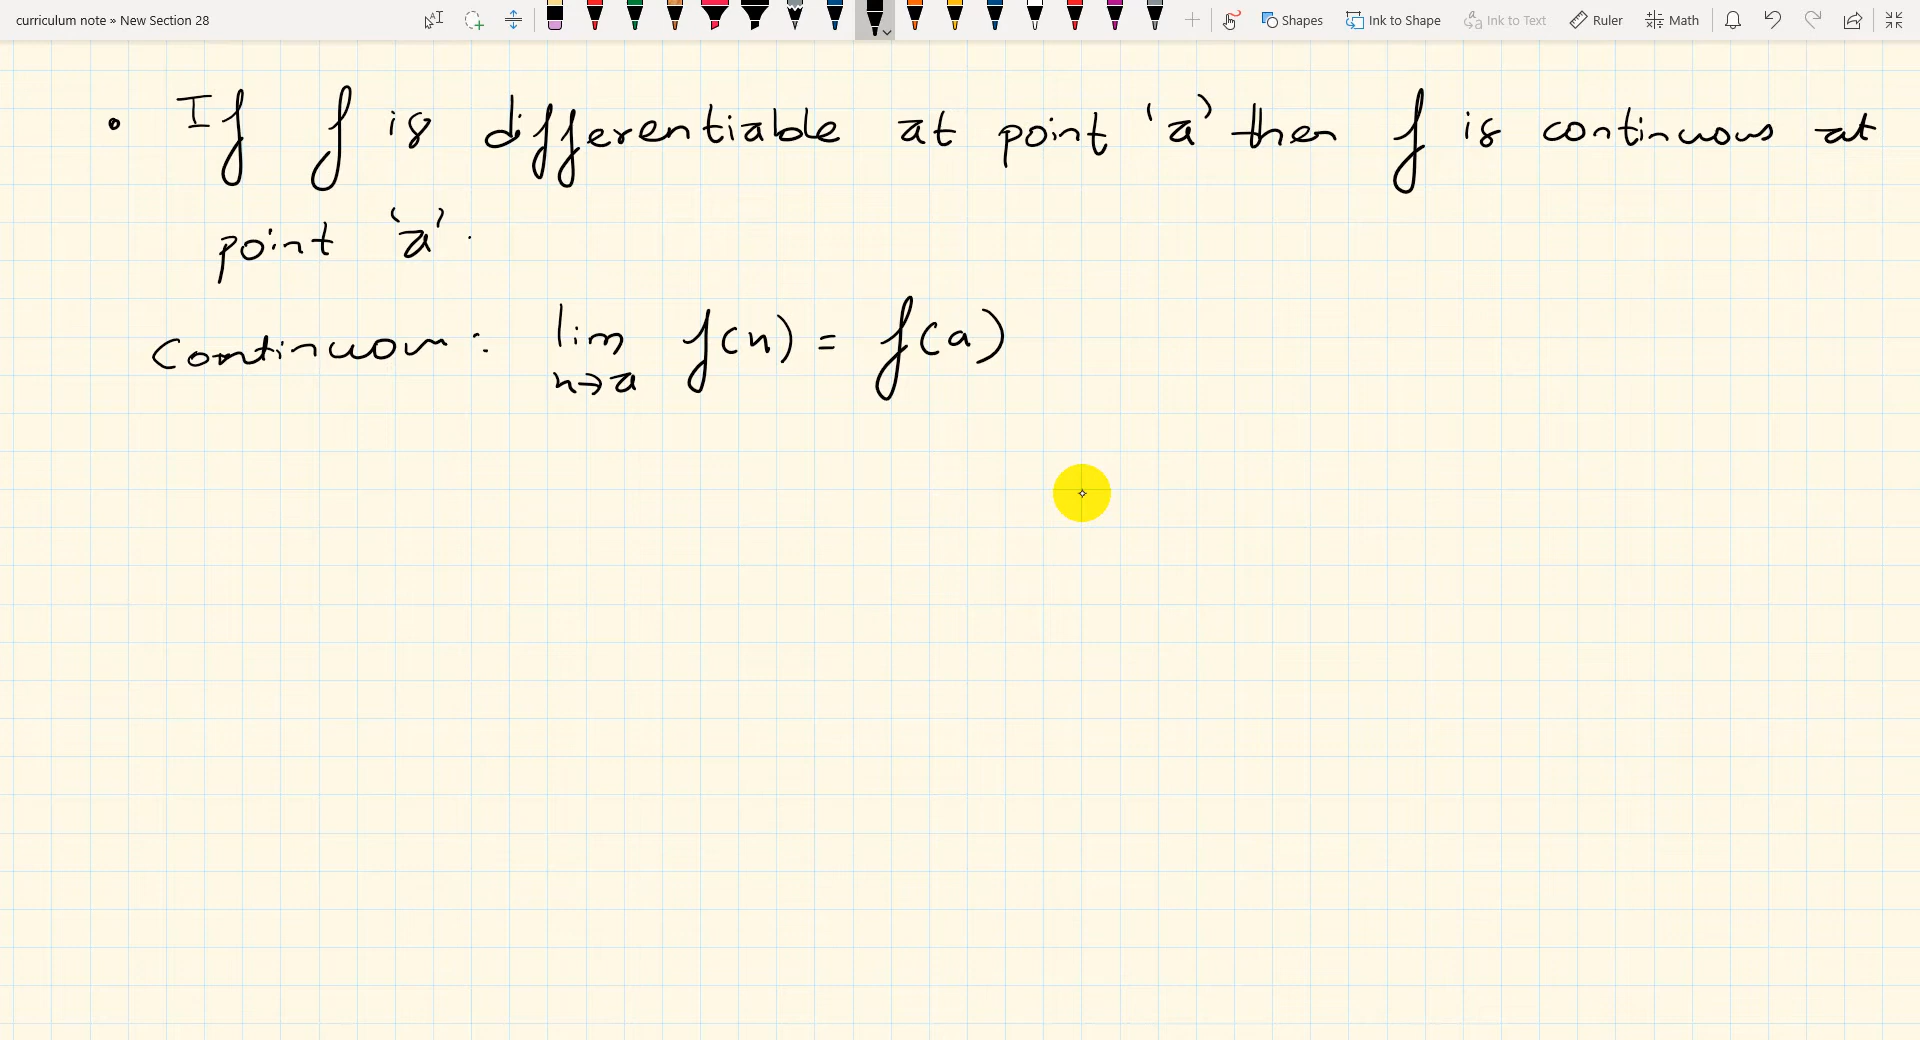 curriculum note » New Section 28
Shapes Ink to Shape Ink to Text Ruler Math
• If f is differentiable at point 'a' then f is continuous at
point 'a'.
Continuous: lim f(x) = f(a)
x→a